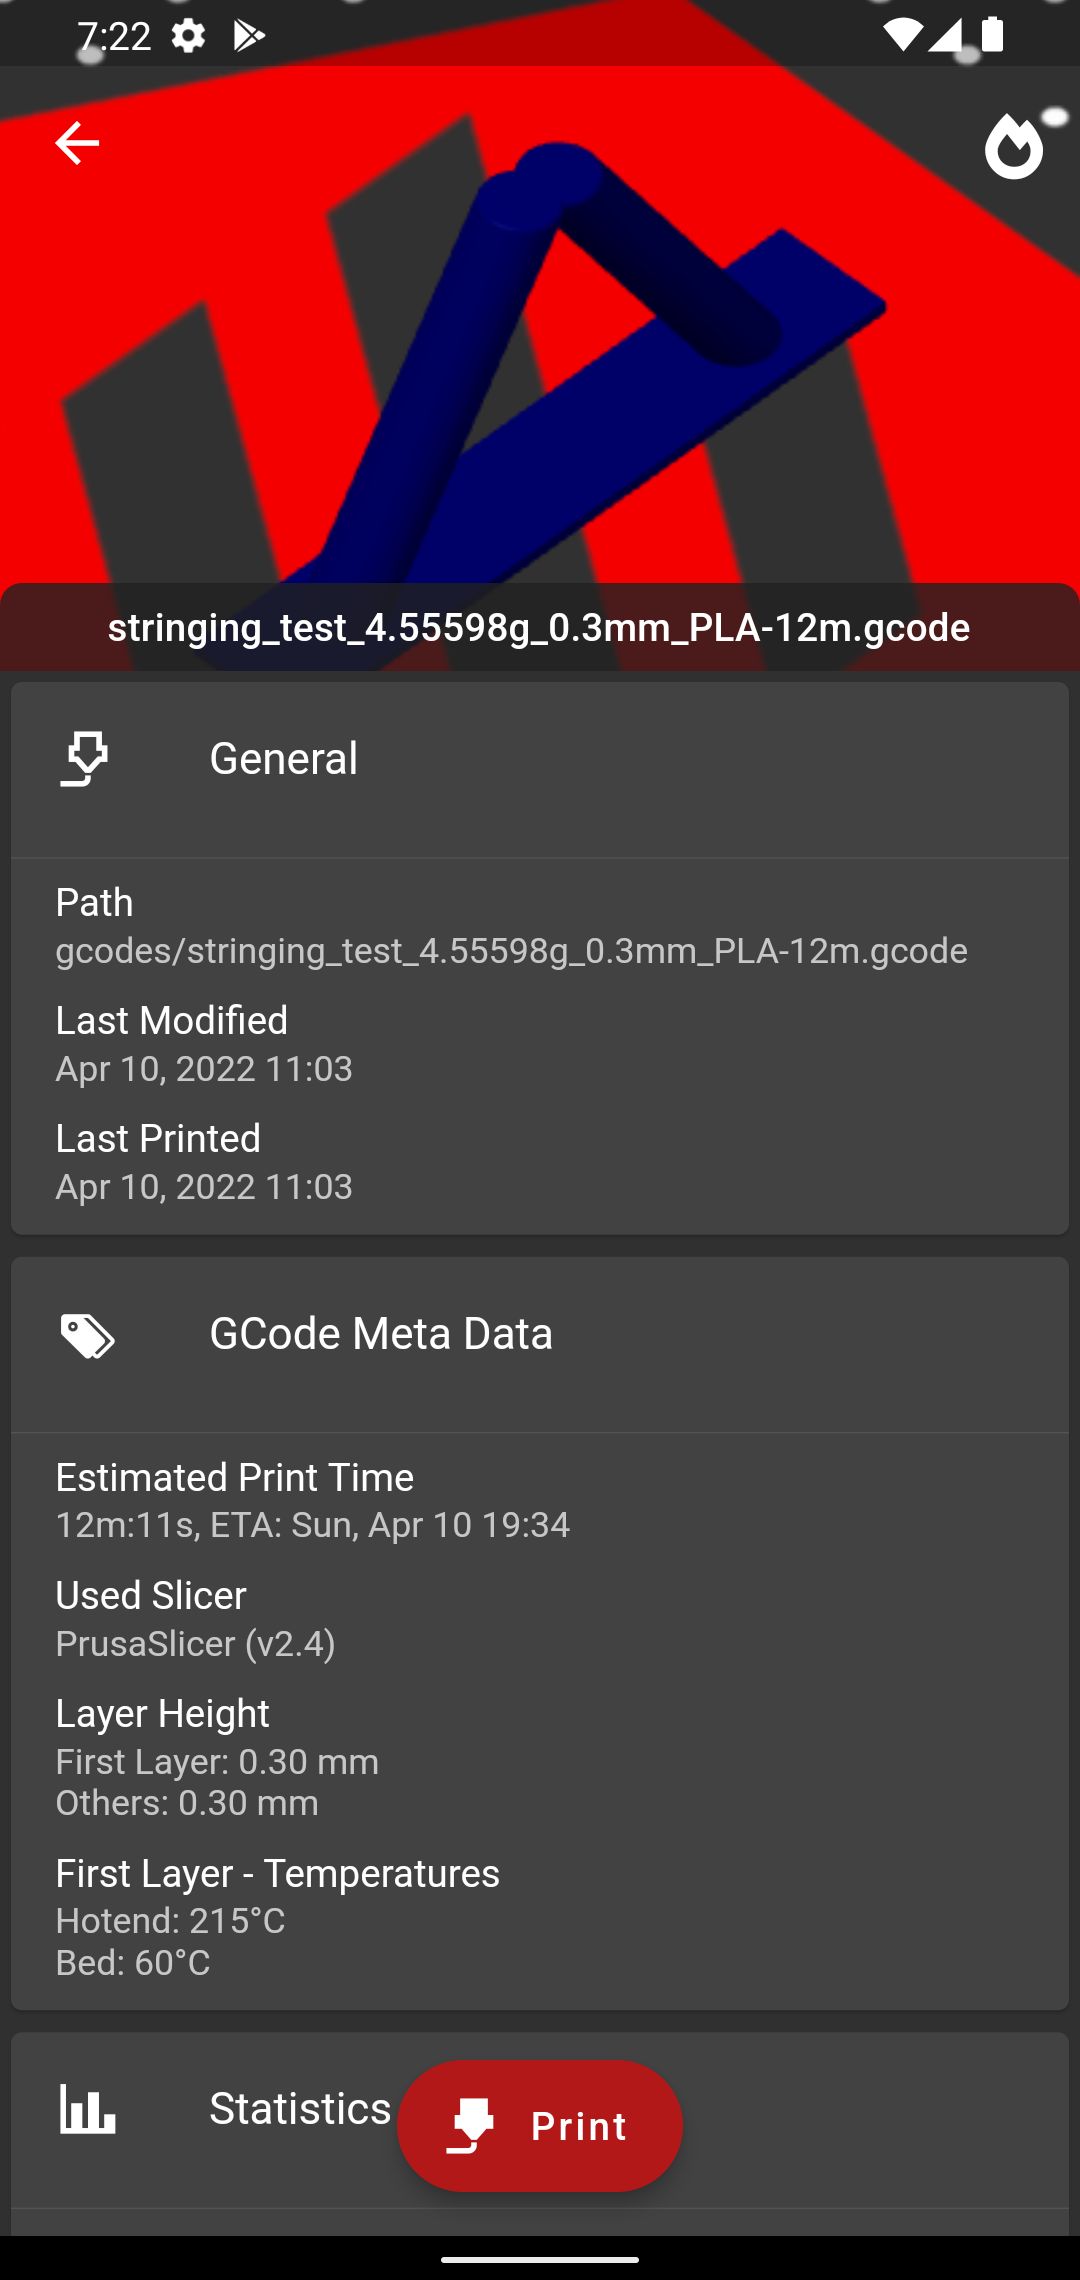 7:22
stringing_test_4.55598g_0.3mm_PLA-12m.gcode
General
Path
gcodes/stringing_test_4.55598g_0.3mm_PLA-12m.gcode
Last Modified
Apr 10, 2022 11:03
Last Printed
Apr 10, 2022 11:03
GCode Meta Data
Estimated Print Time
12m:11s, ETA: Sun, Apr 10 19:34
Used Slicer
PrusaSlicer (v2.4)
Layer Height
First Layer: 0.30 mm
Others: 0.30 mm
First Layer - Temperatures
Hotend: 215°C
Bed: 60°C
Statistics
Print